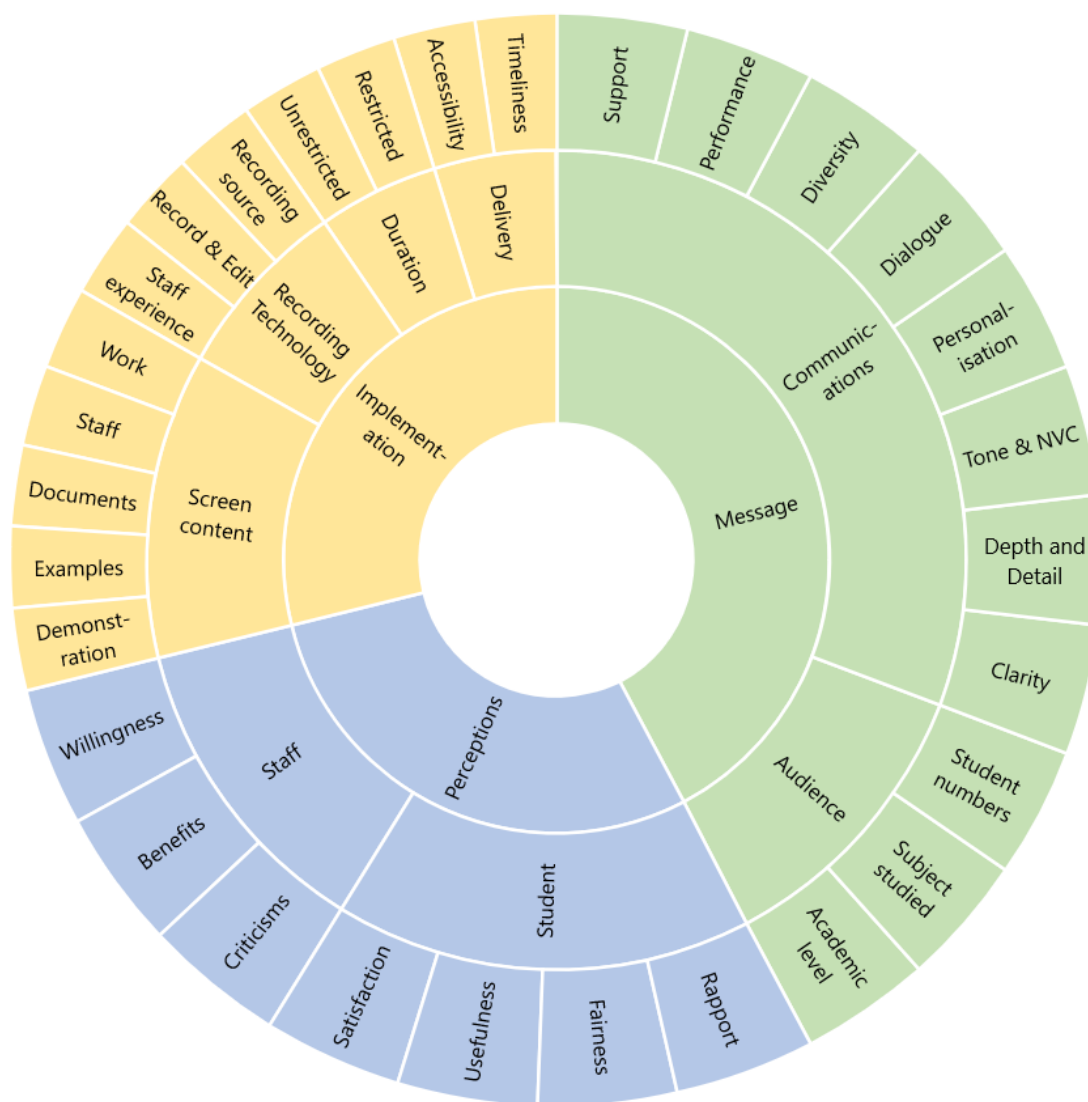 Support
Performance
Diversity
Dialogue
Personal-
isation
Tone & NVC
Depth and
Detail
Clarity
Student
numbers
Subject
studied
Academic
level
Rapport
Fairness
Usefulness
Satisfaction
Criticisms
Benefits
Willingness
Demonst-
ration
Examples
Documents
Staff
Work
Staff
experience
Record & Edit
Recording
source
Unrestricted
Restricted
Accessibility
Timeliness
Communic-
ations
Audience
Student
Staff
Screen
content
Recording
Technology
Duration
Delivery
Message
Perceptions
Implement-
ation